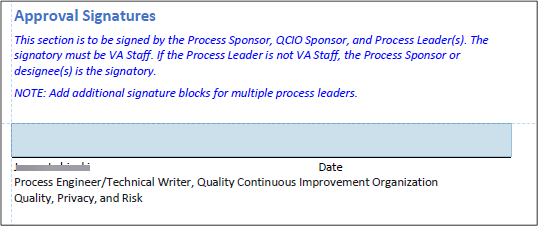 Approval Signatures
This section is to be signed by the Process Sponsor, QCIO Sponsor, and Process Leader(s). The
signatory must be VA Staff. If the Process Leader is not VA Staff, the Process Sponsor or
designee(s) is the signatory.
NOTE: Add additional signature blocks for multiple process leaders.
Date
Process Engineer/Technical Writer, Quality Continuous Improvement Organization
Quality, Privacy, and Risk